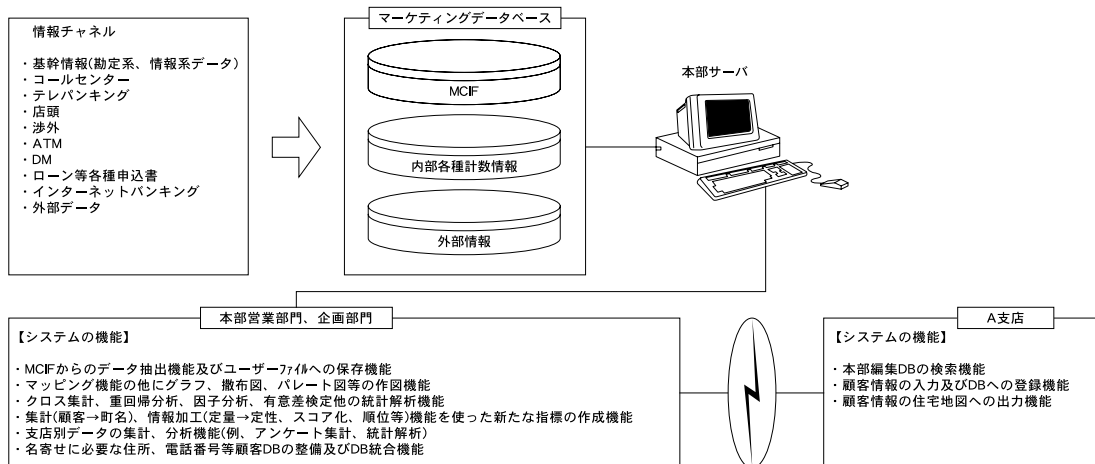 情報チャネル
・基幹情報(勘定系、情報系データ)
・コールセンター
・テレバンキング
・店頭
・渉外
・ATM
・DM
・ローン等各種申込書
・インターネットバンキング
・外部データ
マーケティングデータベース
MCIF
内部各種計数情報
外部情報
本部サーバ
本部営業部門、企画部門
【システムの機能】
・MCIFからのデータ抽出機能及びユーザーファイルへの保存機能
・マッピング機能の他にグラフ、撒布図、パレート図等の作図機能
・クロス集計、重回帰分析、因子分析、有意差検定他の統計解析機能
・集計(顧客→町名)、情報加工(定量→定性、スコア化、順位等)機能を使った新たな指標の作成機能
・支店別データの集計、分析機能(例、アンケート集計、統計解析)
・名寄せに必要な住所、電話番号等顧客DBの整備及びDB統合機能
A支店
【システムの機能】
・本部編集DBの検索機能
・顧客情報の入力及びDBへの登録機能
・顧客情報の住宅地図への出力機能